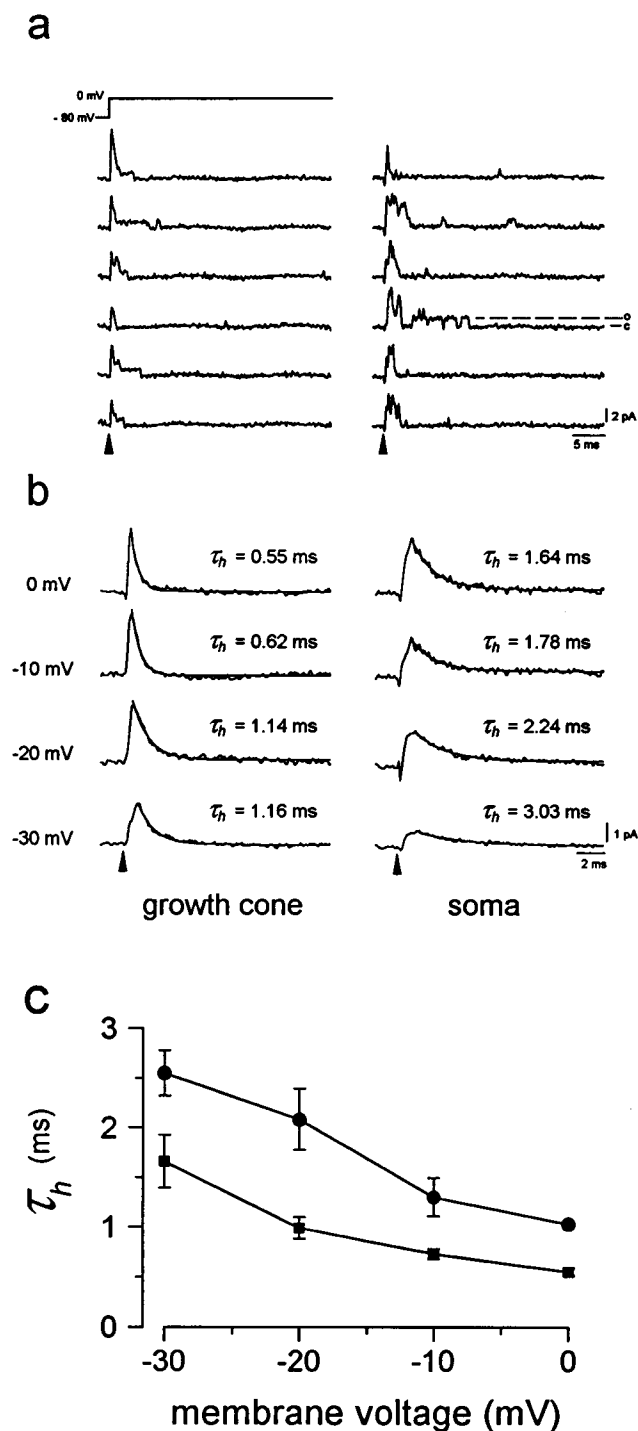 a
0 mV
- 80 mV
o
c
2 pA
5 ms
b
0 mV
τh = 0.55 ms
τh = 1.64 ms
-10 mV
τh = 0.62 ms
τh = 1.78 ms
-20 mV
τh = 1.14 ms
τh = 2.24 ms
-30 mV
τh = 1.16 ms
τh = 3.03 ms
1 pA
2 ms
growth cone
soma
c
3
2
1
0
τh (ms)
-30
-20
-10
0
membrane voltage (mV)